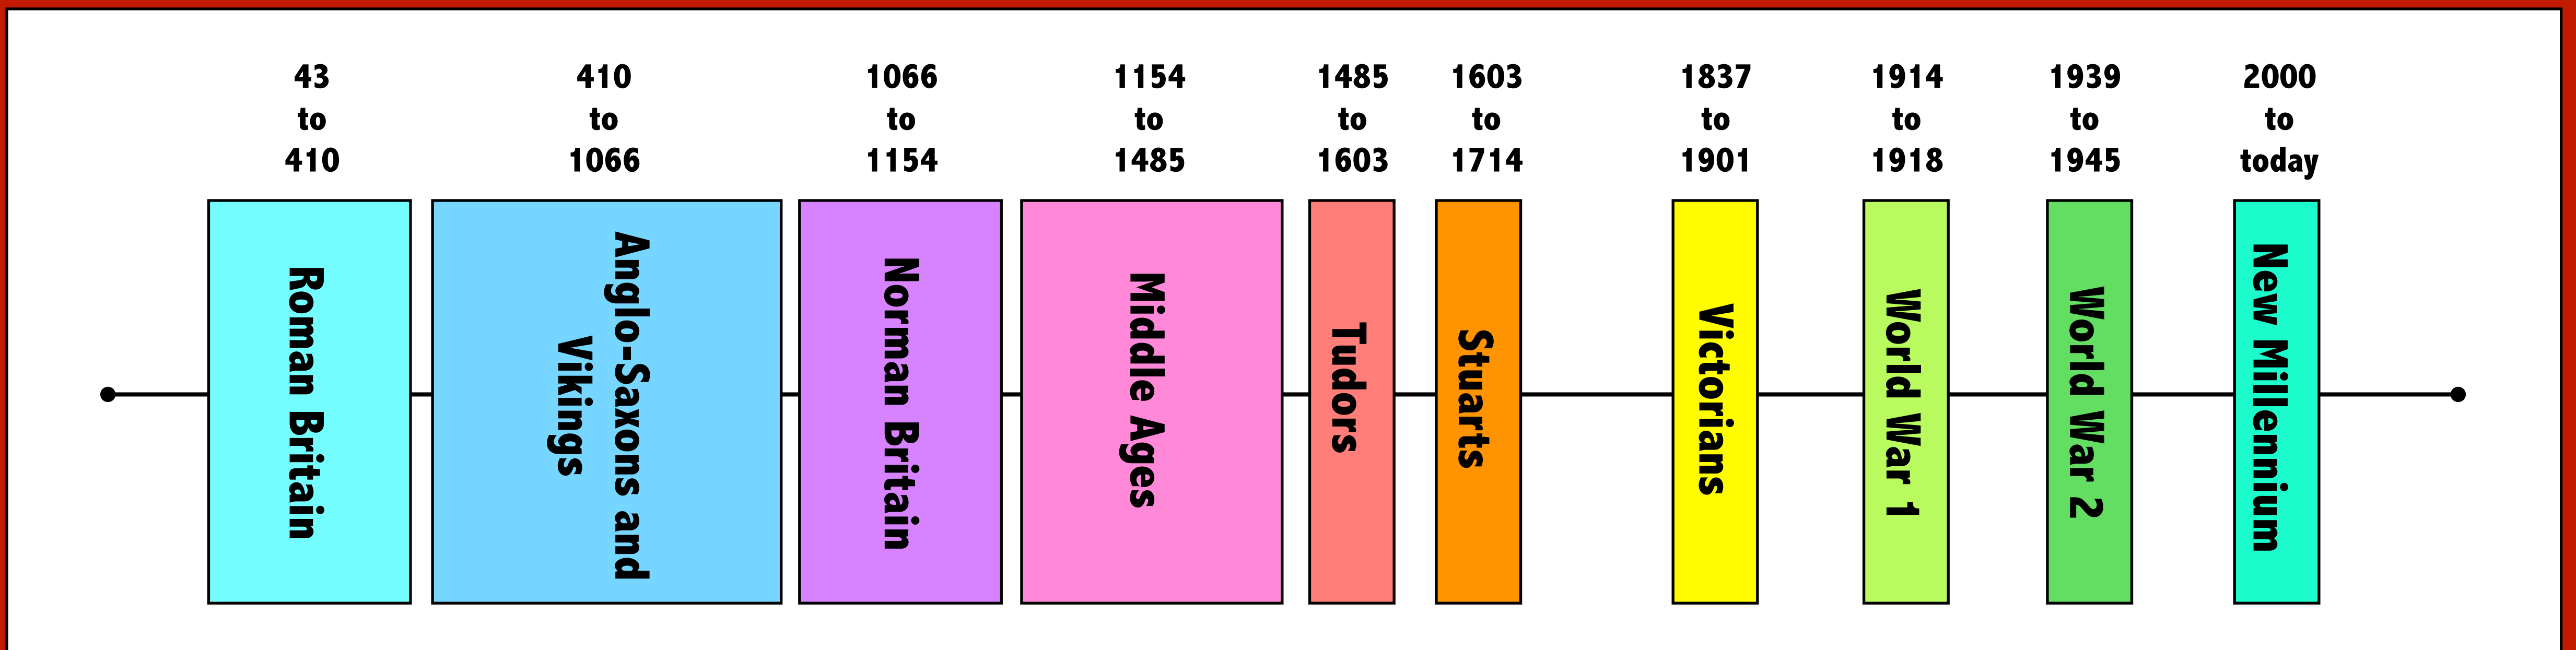 43
to
410
410
to
1066
1066
to
1154
1154
to
1485
1485
to
1603
1603
to
1714
1837
to
1901
1914
to
1918
1939
to
1945
2000
to
today
Roman Britain
Anglo-Saxons and
Vikings
Norman Britain
Middle Ages
Tudors
Stuarts
Victorians
World War 1
World War 2
New Millennium